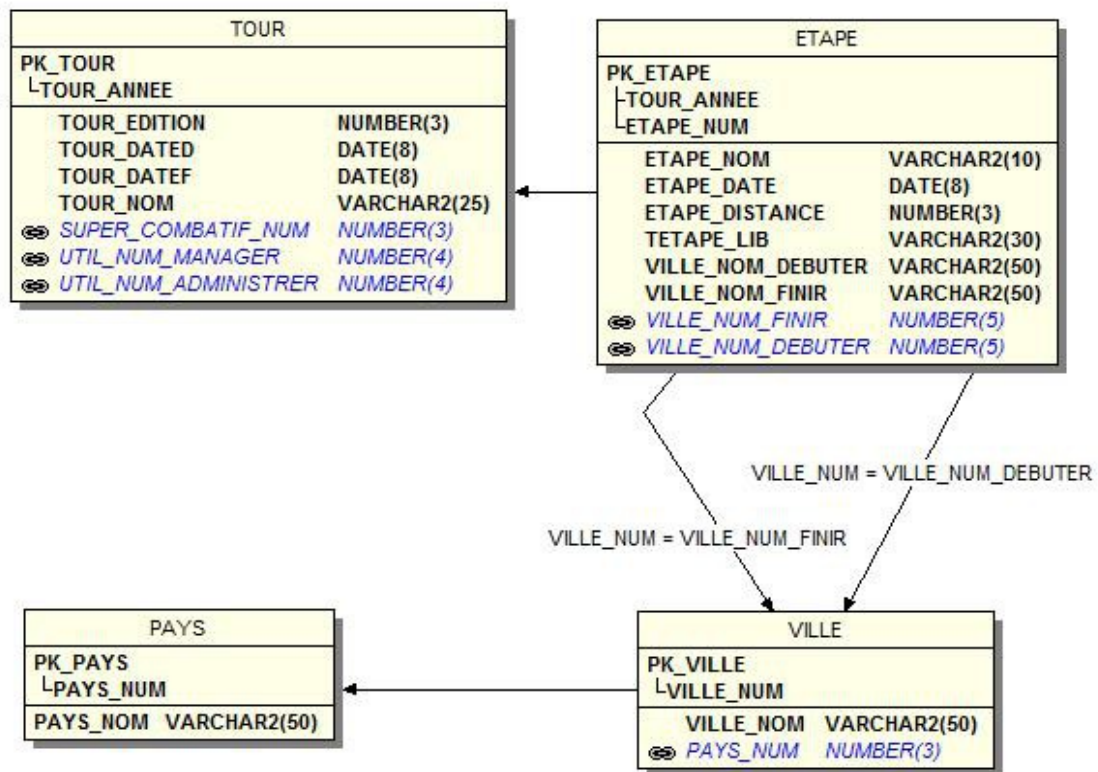 TOUR
PK_TOUR
TOUR_ANNEE
TOUR_EDITION NUMBER(3)
TOUR_DATED DATE(8)
TOUR_DATEF DATE(8)
TOUR_NOM VARCHAR2(25)
SUPER_COMBATIF_NUM NUMBER(3)
UTIL_NUM_MANAGER NUMBER(4)
UTIL_NUM_ADMINISTRER NUMBER(4)
ETAPE
PK_ETAPE
TOUR_ANNEE
ETAPE_NUM
ETAPE_NOM VARCHAR2(10)
ETAPE_DATE DATE(8)
ETAPE_DISTANCE NUMBER(3)
TETAPE_LIB VARCHAR2(30)
VILLE_NOM_DEBUTER VARCHAR2(50)
VILLE_NOM_FINIR VARCHAR2(50)
VILLE_NUM_FINIR NUMBER(5)
VILLE_NUM_DEBUTER NUMBER(5)
VILLE_NUM = VILLE_NUM_DEBUTER
VILLE_NUM = VILLE_NUM_FINIR
PAYS
PK_PAYS
PAYS_NUM
PAYS_NOM VARCHAR2(50)
VILLE
PK_VILLE
VILLE_NUM
VILLE_NOM VARCHAR2(50)
PAYS_NUM NUMBER(3)